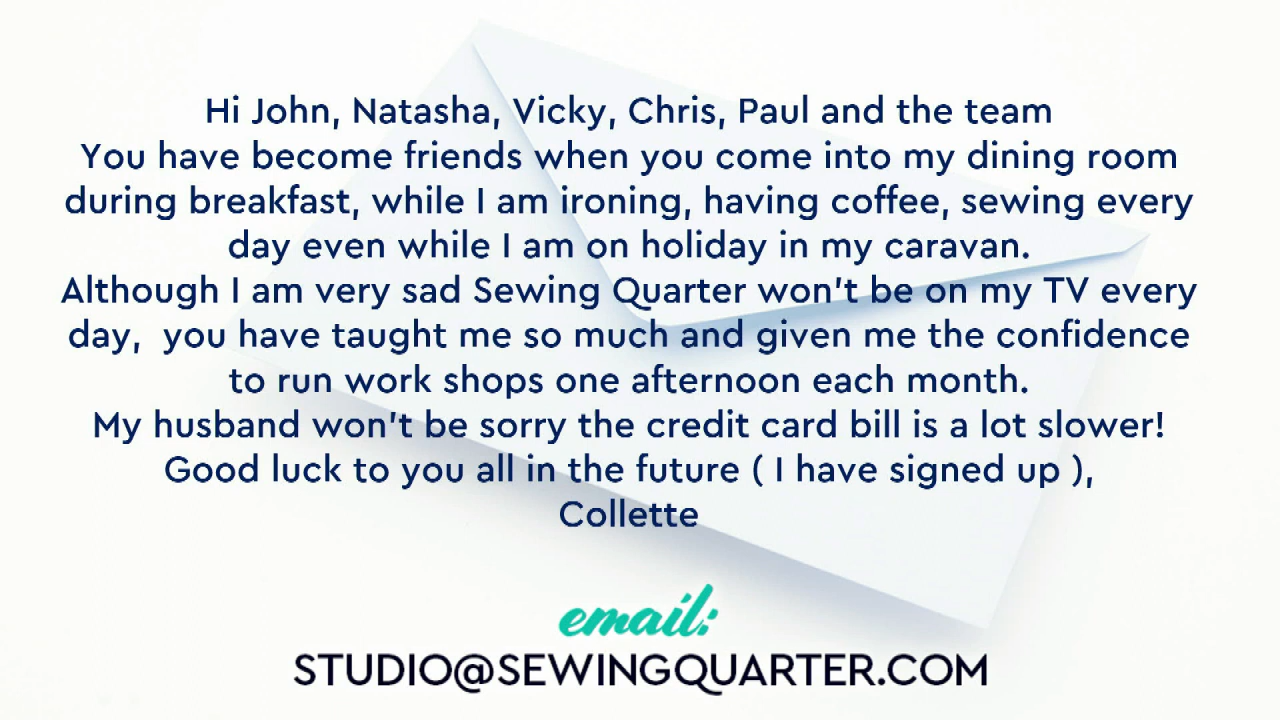 Hi John, Natasha, Vicky, Chris, Paul and the team
You have become friends when you come into my dining room
during breakfast, while I am ironing, having coffee, sewing every
day even while I am on holiday in my caravan.
Although I am very sad Sewing Quarter won't be on my TV every
day,  you have taught me so much and given me the confidence
to run work shops one afternoon each month.
My husband won't be sorry the credit card bill is a lot slower!
Good luck to you all in the future ( I have signed up ),
Collette
email:
STUDIO@SEWINGQUARTER.COM